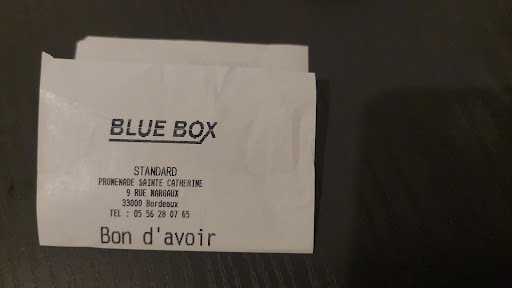 BLUE BOX
STANDARD
PROMENADE SAINTE CATHERINE
9 RUE MARGAUX
33000 Bordeaux
TEL : 05 56 28 07 65
Bon d'avoir